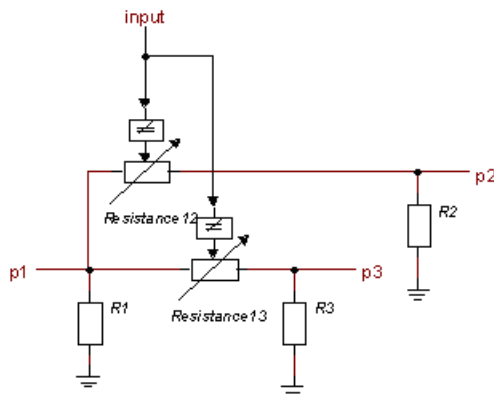 input
p2
Resistance12
R2
p1
p3
R1
Resistance13
R3